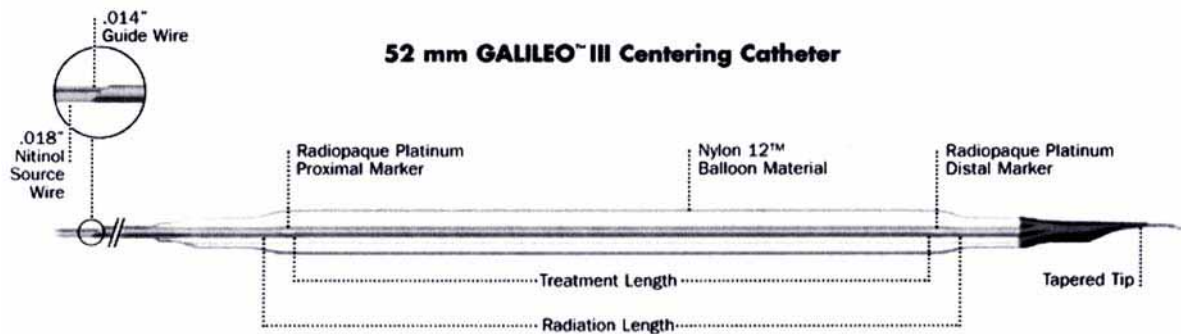 .014"
Guide Wire
52 mm GALILEO™ III Centering Catheter
.018"
Nitinol
Source
Wire
Radiopaque Platinum
Proximal Marker
Nylon 12™
Balloon Material
Radiopaque Platinum
Distal Marker
Treatment Length
Tapered Tip
Radiation Length